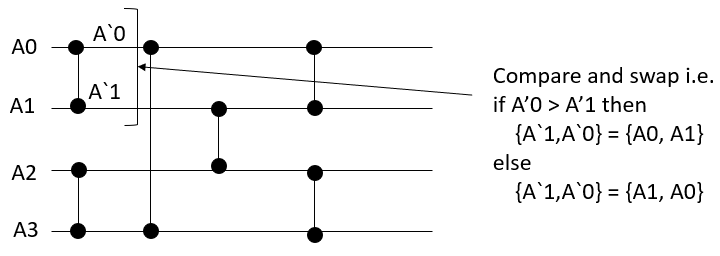 A0
A`0
A1
A`1
A2
A3
Compare and swap i.e.
if A’0 > A’1 then
{A`1,A`0} = {A0, A1}
else
{A`1,A`0} = {A1, A0}